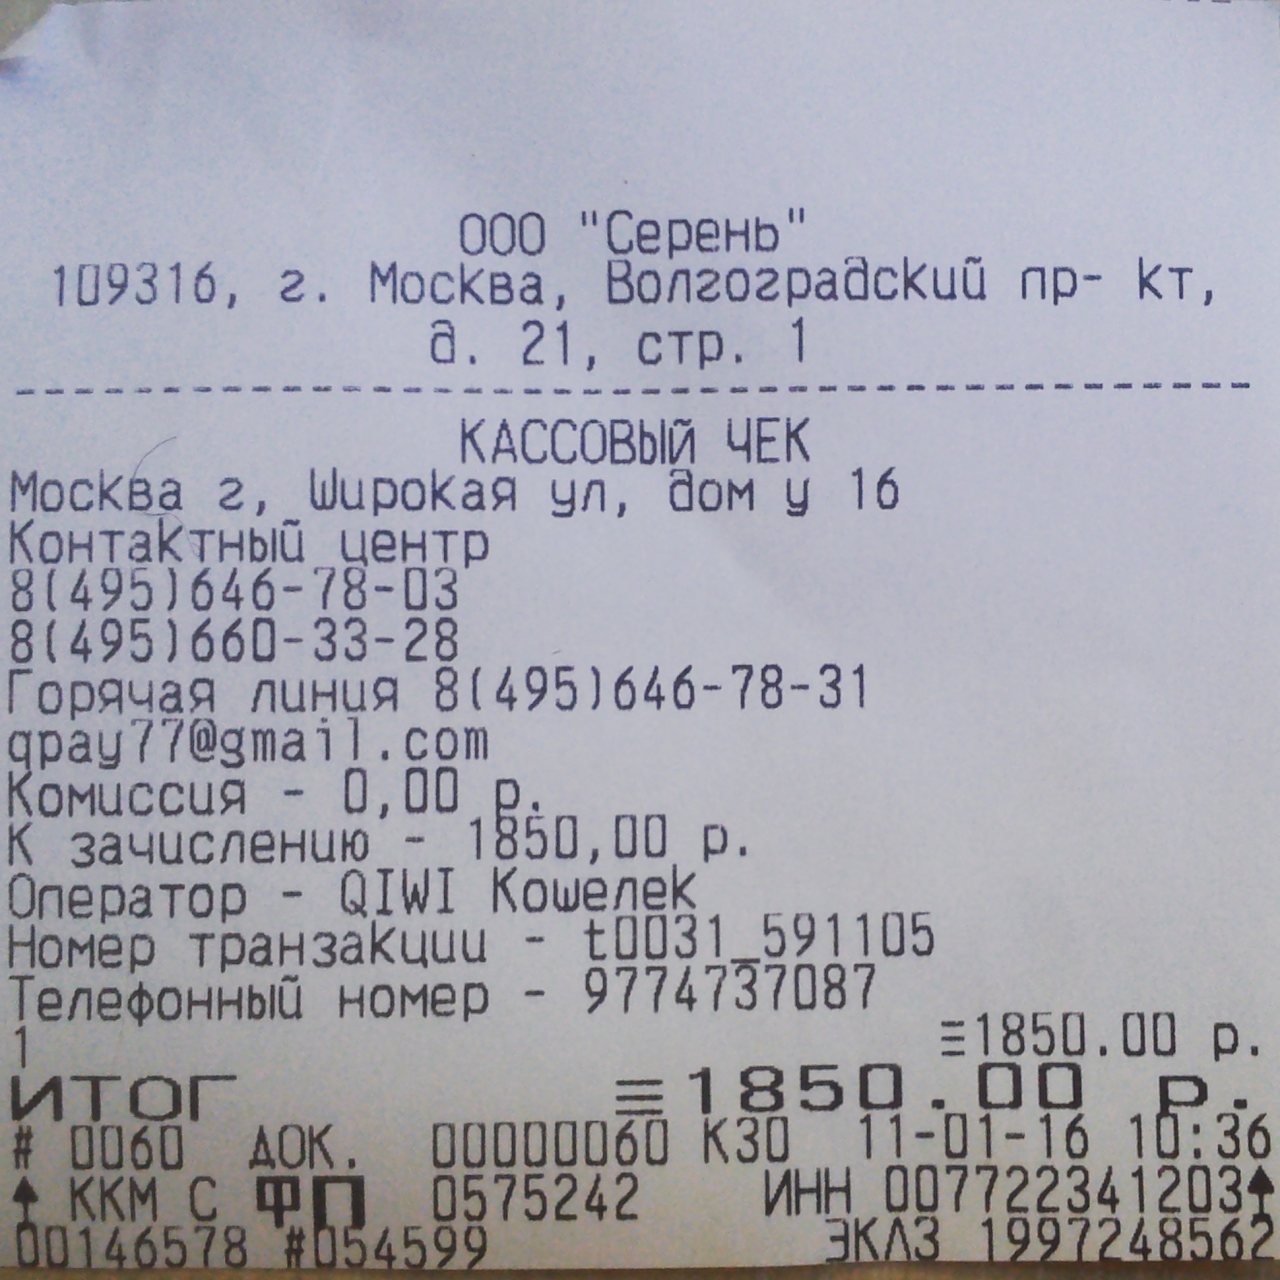 ООО "Серень"
109316, г. Москва, Волгоградский пр- кт,
д. 21, стр. 1
КАССОВЫЙ ЧЕК
Москва г, Широкая ул, дом у 16
Контактный центр
8(495)646-78-03
8(495)660-33-28
Горячая линия 8(495)646-78-31
qpay77@gmail.com
Комиссия - 0,00 р.
К зачислению - 1850,00 р.
Оператор - QIWI Кошелек
Номер транзакции - t0031_591105
Телефонный номер - 9774737087
1 ≡1850.00 р.
ИТОГ ≡1850.00 р.
# 0060 ДОК. 00000060 К30 11-01-16 10:36
ККМ С ФП 0575242 ИНН 007722341203
00146578 #054599 ЭКЛЗ 1997248562